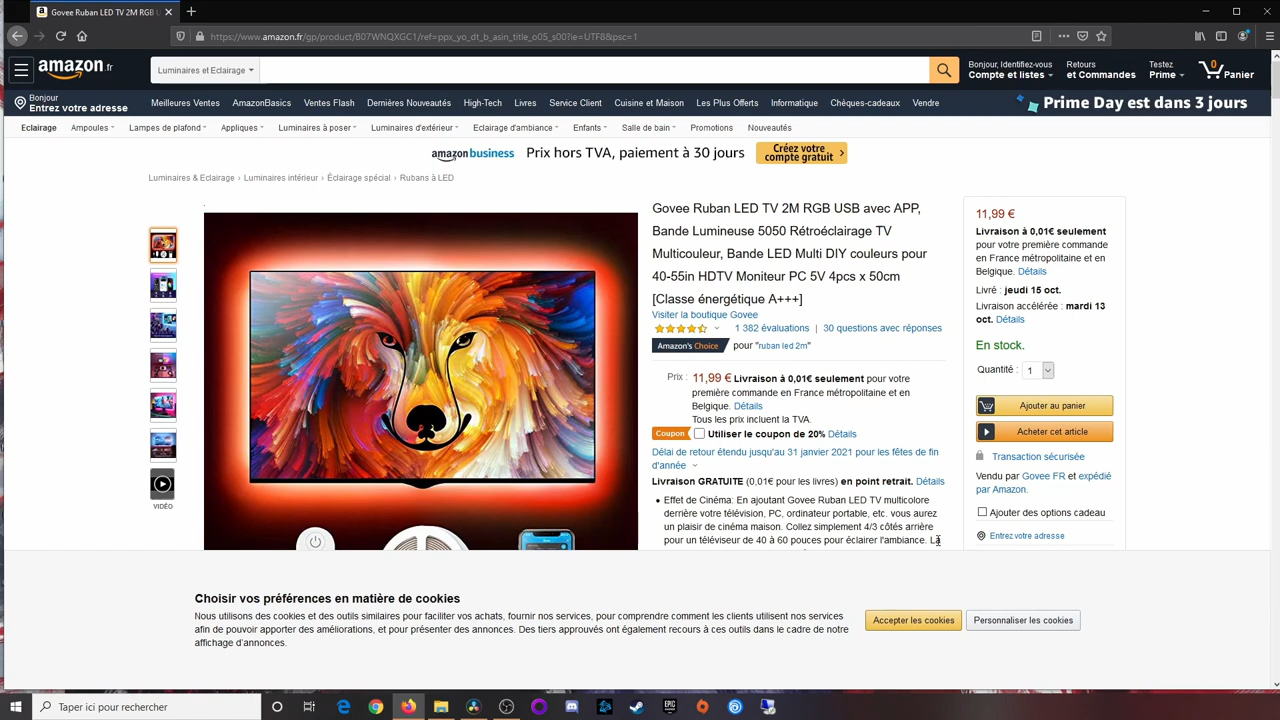 Govee Ruban LED TV 2M RGB U
https://www.amazon.fr/gp/product/B07WNQXGC1/ref=ppx_yo_dt_b_asin_title_o05_s00?ie=UTF8&psc=1
amazon.fr
Luminaires et Eclairage
Bonjour, Identifiez-vous
Compte et listes
Retours
et Commandes
Testez
Prime
0
Panier
Bonjour
Entrez votre adresse
Meilleures Ventes AmazonBasics Ventes Flash Dernières Nouveautés High-Tech Livres Service Client Cuisine et Maison Les Plus Offerts Informatique Chèques-cadeaux Vendre
Prime Day est dans 3 jours
Eclairage Ampoules Lampes de plafond Appliques Luminaires à poser Luminaires d'extérieur Eclairage d'ambiance Enfants Salle de bain Promotions Nouveautés
amazon business Prix hors TVA, paiement à 30 jours
Créez votre
compte gratuit
Luminaires & Eclairage › Luminaires intérieur › Éclairage spécial › Rubans à LED
VIDÉO
Govee Ruban LED TV 2M RGB USB avec APP,
Bande Lumineuse 5050 Rétroéclairage TV
Multicouleur, Bande LED Multi DIY couleurs pour
40-55in HDTV Moniteur PC 5V 4pcs x 50cm
[Classe énergétique A+++]
Visiter la boutique Govee
1 382 évaluations | 30 questions avec réponses
Amazon's Choice pour "ruban led 2m"
Prix : 11,99 € Livraison à 0,01€ seulement pour votre
première commande en France métropolitaine et en
Belgique. Détails
Tous les prix incluent la TVA.
Coupon Utiliser le coupon de 20% Détails
Délai de retour étendu jusqu'au 31 janvier 2021 pour les fêtes de fin
d'année
Livraison GRATUITE (0,01€ pour les livres) en point retrait. Détails
• Effet de Cinéma: En ajoutant Govee Ruban LED TV multicolore
derrière votre télévision, PC, ordinateur portable, etc. vous aurez
un plaisir de cinéma maison. Collez simplement 4/3 côtés arrière
pour un téléviseur de 40 à 60 pouces pour éclairer l'ambiance. La
11,99 €
Livraison à 0,01€ seulement
pour votre première commande
en France métropolitaine et en
Belgique. Détails
Livré : jeudi 15 oct.
Livraison accélérée : mardi 13
oct. Détails
En stock.
Quantité : 1
Ajouter au panier
Acheter cet article
Transaction sécurisée
Vendu par Govee FR et expédié
par Amazon.
Ajouter des options cadeau
Entrez votre adresse
Choisir vos préférences en matière de cookies
Nous utilisons des cookies et des outils similaires pour faciliter vos achats, fournir nos services, pour comprendre comment les clients utilisent nos services
afin de pouvoir apporter des améliorations, et pour présenter des annonces. Des tiers approuvés ont également recours à ces outils dans le cadre de notre
affichage d'annonces.
Accepter les cookies
Personnaliser les cookies
Taper ici pour rechercher
EPIC